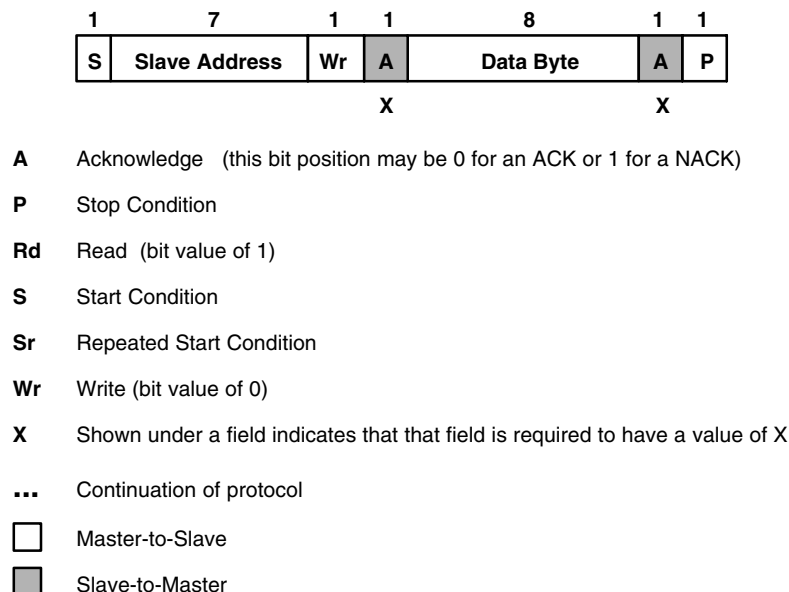 1 7 1 1 8 1 1
S Slave Address Wr A Data Byte A P
X X
A Acknowledge (this bit position may be 0 for an ACK or 1 for a NACK)
P Stop Condition
Rd Read (bit value of 1)
S Start Condition
Sr Repeated Start Condition
Wr Write (bit value of 0)
X Shown under a field indicates that that field is required to have a value of X
... Continuation of protocol
Master-to-Slave
Slave-to-Master